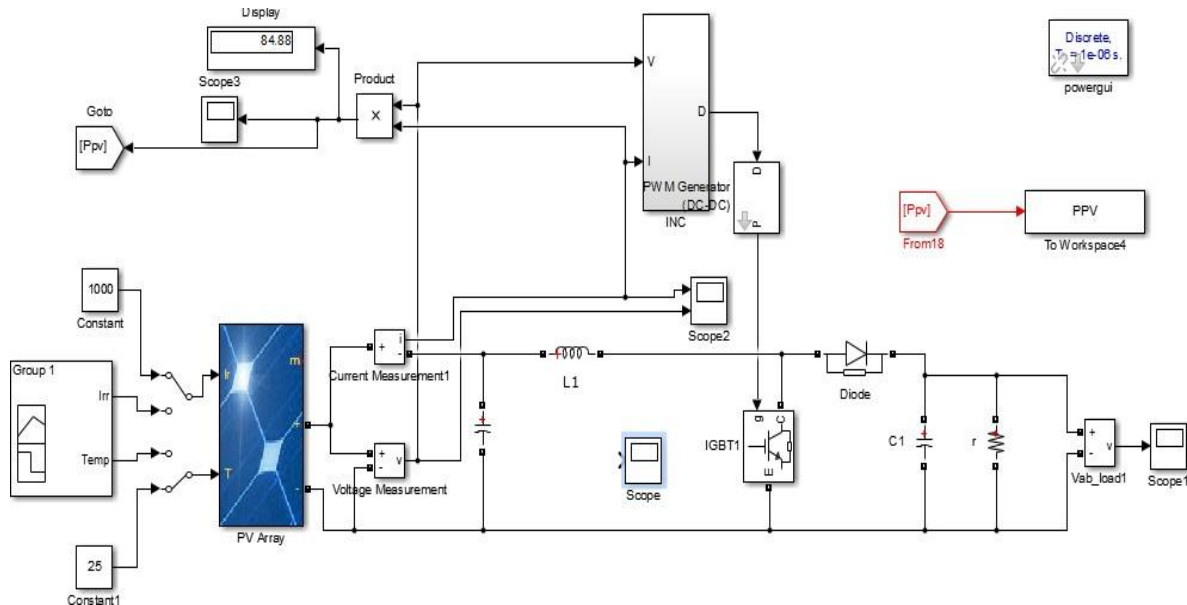 Display
84.88
Scope3
Product
X
Goto
[Ppv]
V
D
I
PWM Generator
(DC-DC)
INC
D
P
Discrete,
powergui
[Ppv]
From18
PPV
To Workspace4
1000
Constant
Group 1
Irr
Temp
Ir
T
m
+
-
PV Array
+
i
-
Current Measurement1
+
-
v
Voltage Measurement
Scope2
L1
Scope
g
C
E
IGBT1
Diode
C1
r
+
-
v
Vab_load1
Scope1
25
Constant1